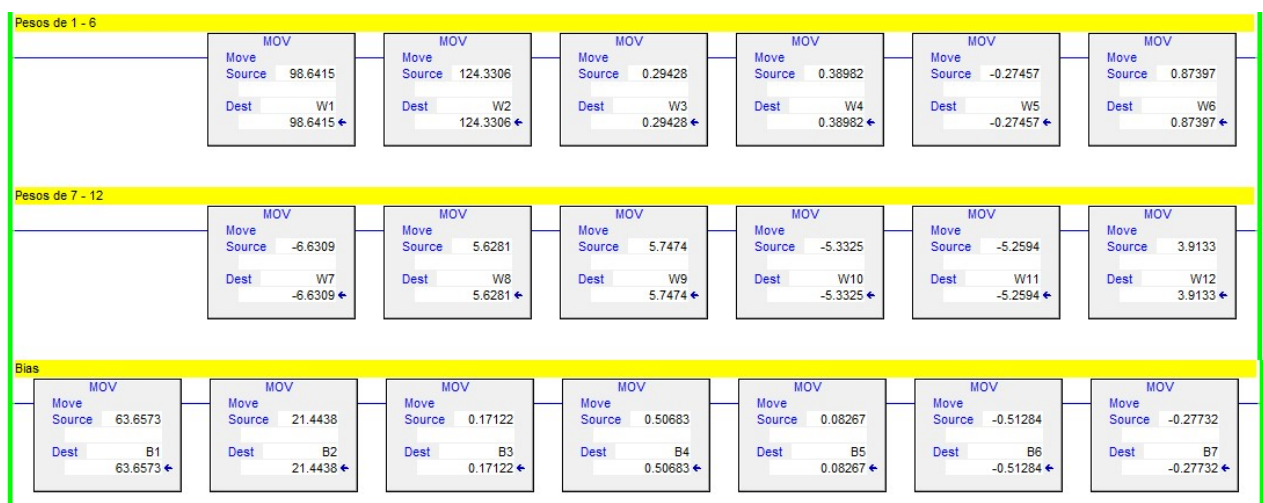 Pesos de 1 - 6
MOV MOV MOV MOV MOV MOV
Move Move Move Move Move Move
Source 98.6415 Source 124.3306 Source 0.29428 Source 0.38982 Source -0.27457 Source 0.87397
Dest W1 Dest W2 Dest W3 Dest W4 Dest W5 Dest W6
98.6415 124.3306 0.29428 0.38982 -0.27457 0.87397
Pesos de 7 - 12
MOV MOV MOV MOV MOV MOV
Move Move Move Move Move Move
Source -6.6309 Source 5.6281 Source 5.7474 Source -5.3325 Source -5.2594 Source 3.9133
Dest W7 Dest W8 Dest W9 Dest W10 Dest W11 Dest W12
-6.6309 5.6281 5.7474 -5.3325 -5.2594 3.9133
Bias
MOV MOV MOV MOV MOV MOV MOV
Move Move Move Move Move Move Move
Source 63.6573 Source 21.4438 Source 0.17122 Source 0.50683 Source 0.08267 Source -0.51284 Source -0.27732
Dest B1 Dest B2 Dest B3 Dest B4 Dest B5 Dest B6 Dest B7
63.6573 21.4438 0.17122 0.50683 0.08267 -0.51284 -0.27732